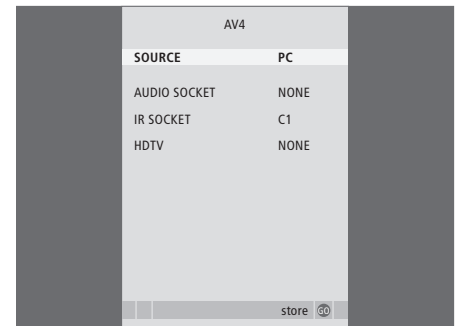 AV4
SOURCE PC
AUDIO SOCKET NONE
IR SOCKET C1
HDTV NONE
store GO